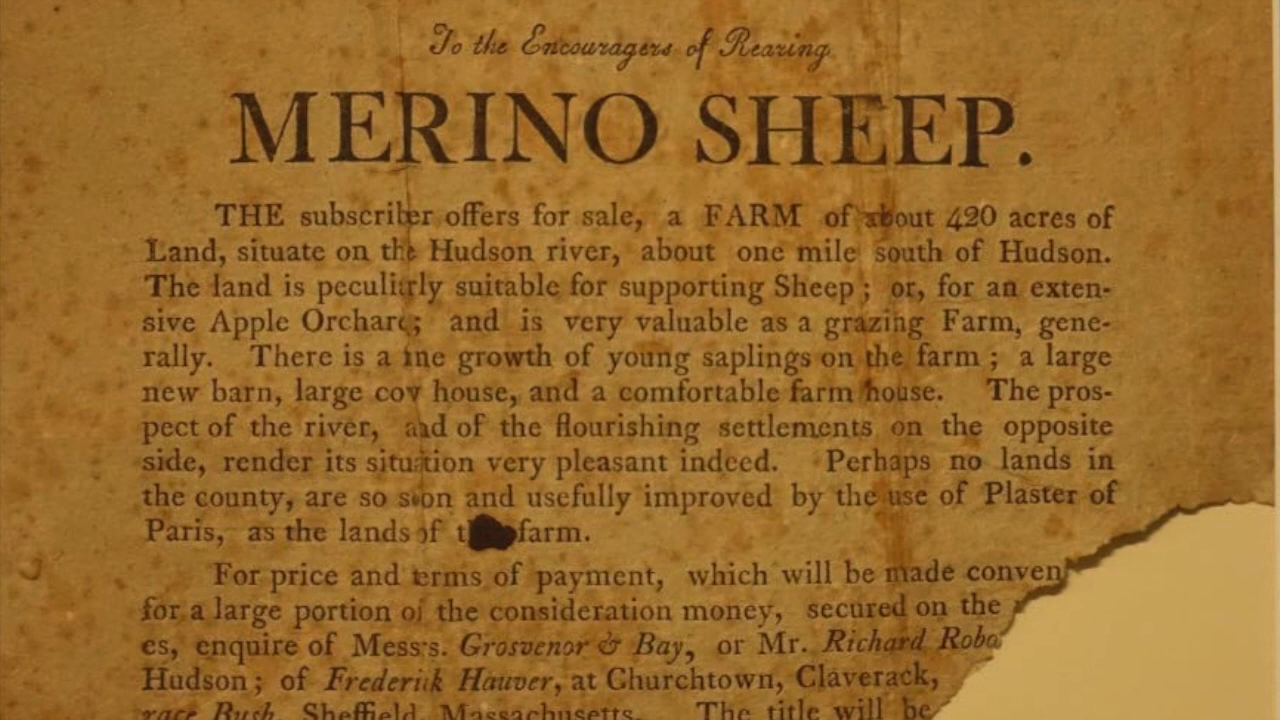 To the Encouragers of Rearing
MERINO SHEEP.
THE subscriber offers for sale, a FARM of about 420 acres of
Land, situate on the Hudson river, about one mile south of Hudson.
The land is peculiarly suitable for supporting Sheep; or, for an exten-
sive Apple Orchard; and is very valuable as a grazing Farm, gene-
rally. There is a fine growth of young saplings on the farm; a large
new barn, large cow house, and a comfortable farm house. The pros-
pect of the river, and of the flourishing settlements on the opposite
side, render its situation very pleasant indeed. Perhaps no lands in
the county, are so soon and usefully improved by the use of Plaster of
Paris, as the lands of farm.
For price and terms of payment, which will be made conven
for a large portion of the consideration money, secured on the
es, enquire of Mess's. Grosvenor & Bay, or Mr. Richard Robo
Hudson; of Frederick Hauver, at Churchtown, Claverack,
race Bush, Sheffield, Massachusetts. The title will be